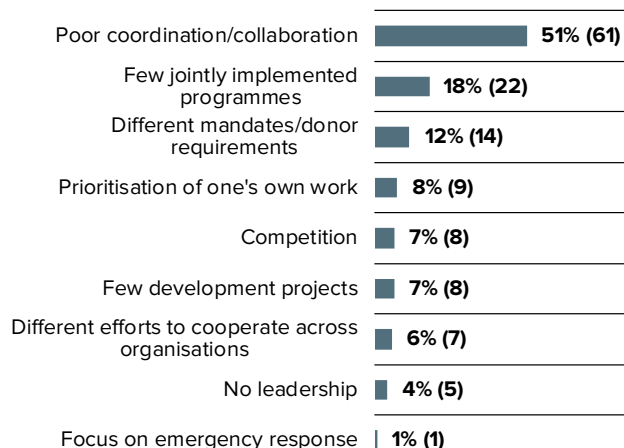 Poor coordination/collaboration 51% (61)
Few jointly implemented
programmes 18% (22)
Different mandates/donor
requirements 12% (14)
Prioritisation of one's own work 8% (9)
Competition 7% (8)
Few development projects 7% (8)
Different efforts to cooperate across
organisations 6% (7)
No leadership 4% (5)
Focus on emergency response 1% (1)